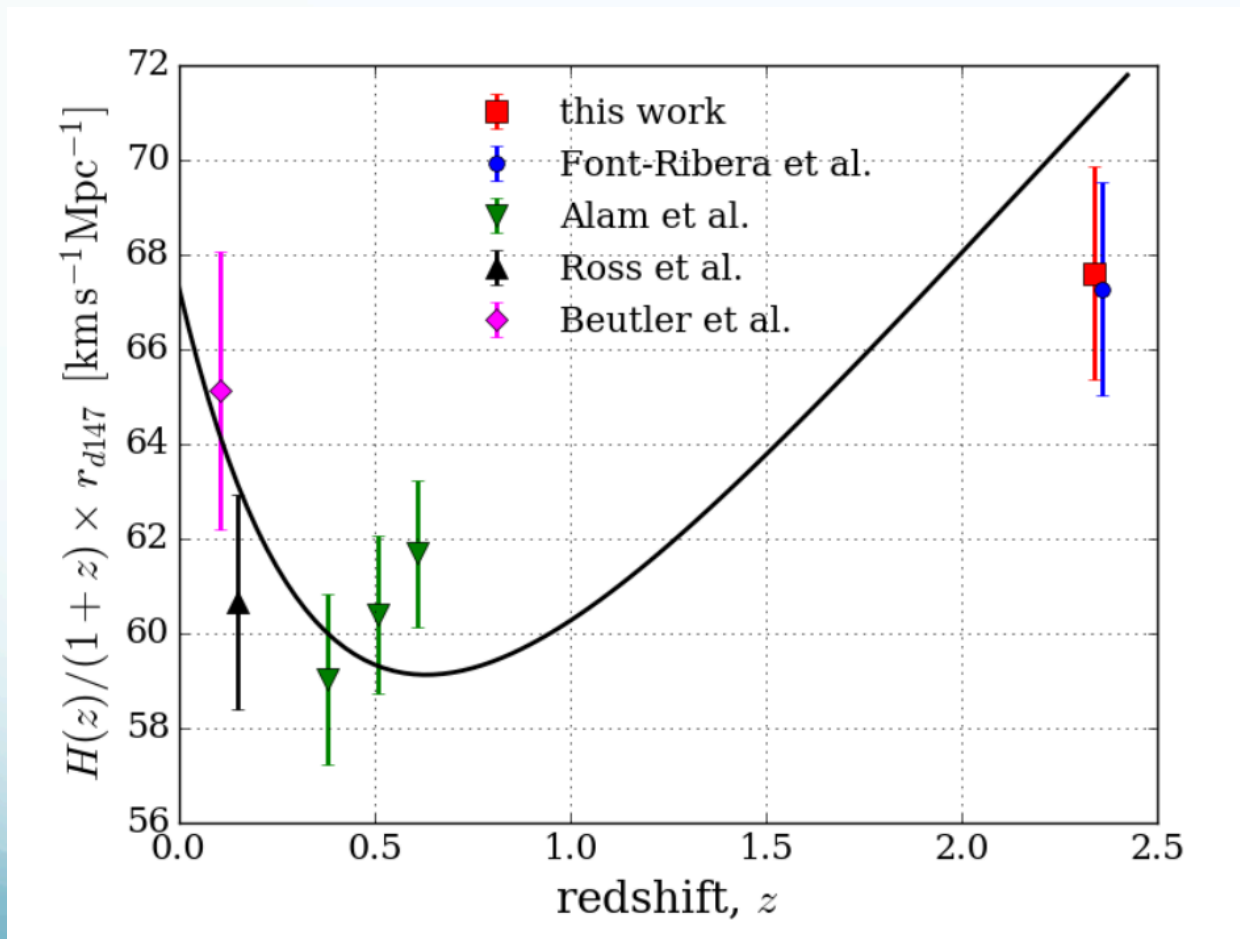 72
70
68
66
64
62
60
58
56
H(z)/(1 + z) × r_{d147} [km s^{−1}Mpc^{−1}]
this work
Font-Ribera et al.
Alam et al.
Ross et al.
Beutler et al.
0.0 0.5 1.0 1.5 2.0 2.5
redshift, z